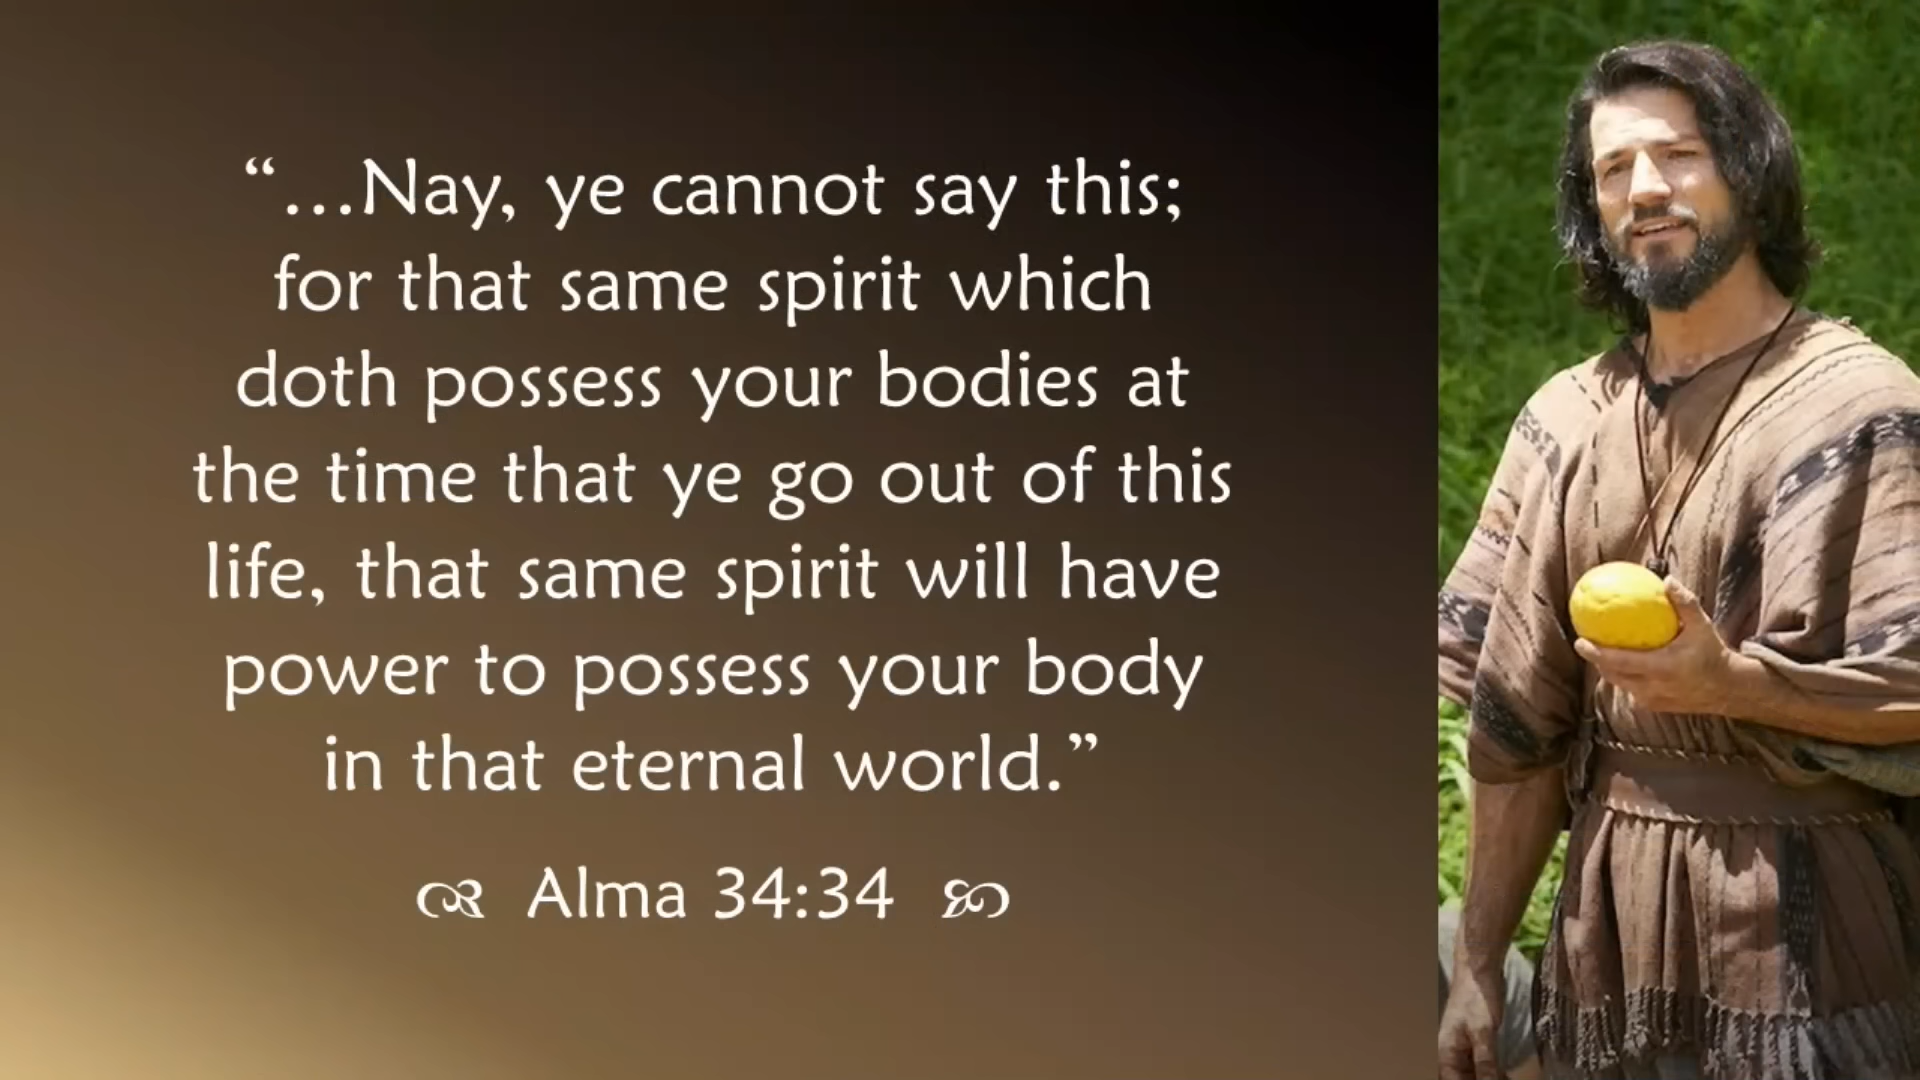 “…Nay, ye cannot say this;
for that same spirit which
doth possess your bodies at
the time that ye go out of this
life, that same spirit will have
power to possess your body
in that eternal world.”
Alma 34:34